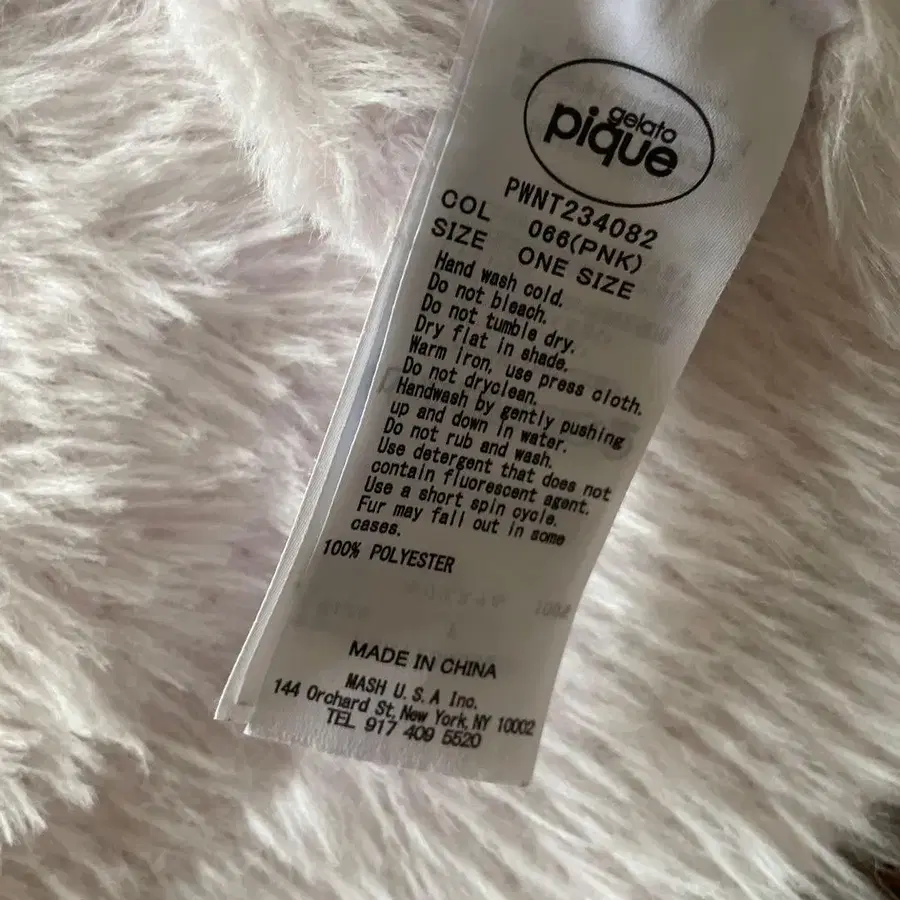 gelato
pique
PWNT234082
COL 066(PNK)
SIZE ONE SIZE
Hand wash cold.
Do not bleach.
Do not tumble dry.
Dry flat in shade.
Warm iron, use press cloth.
Do not dryclean.
Handwash by gently pushing
up and down in water.
Do not rub and wash.
Use detergent that does not
contain fluorescent agent.
Use a short spin cycle.
Fur may fall out in some
cases.
100% POLYESTER
MADE IN CHINA
MASH U.S.A Inc.
144 Orchard St, New York, NY 10002
TEL 917 409 5520